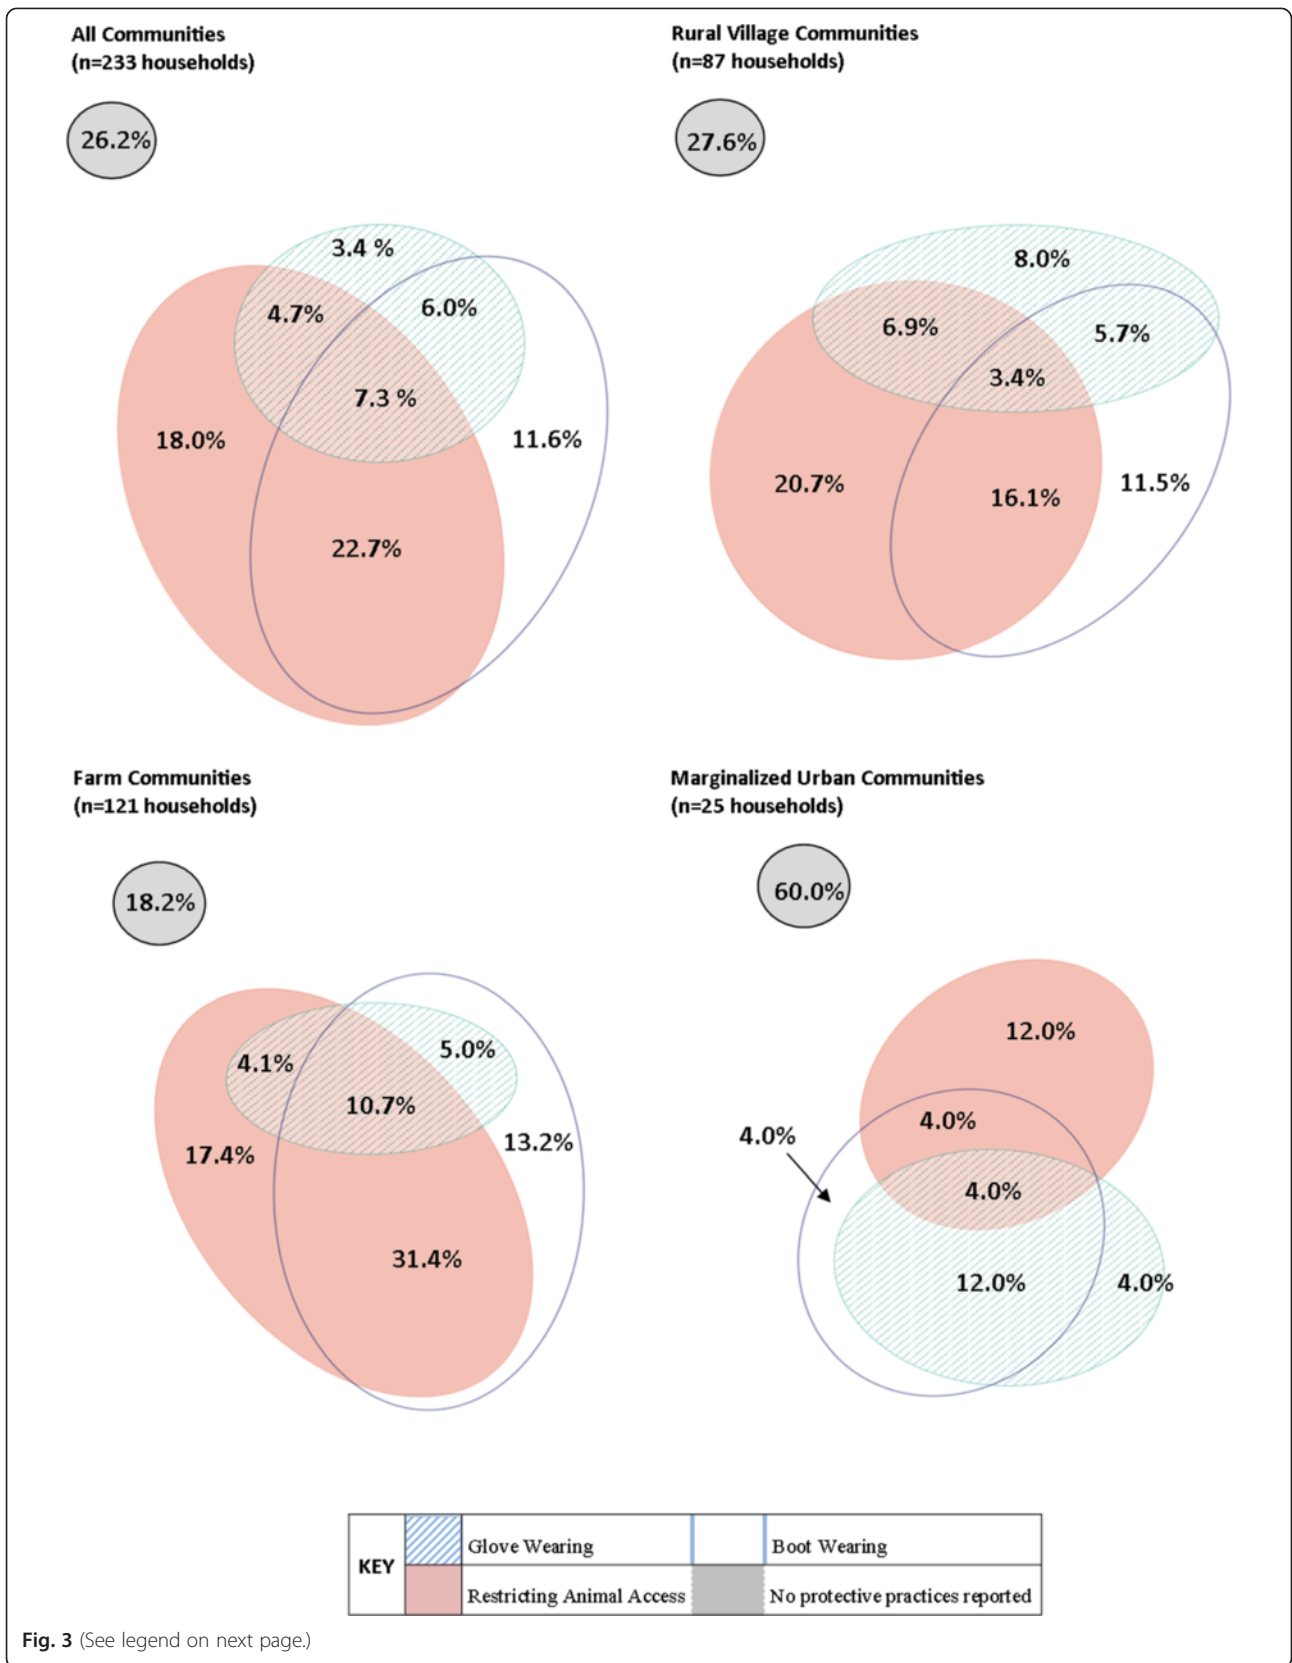 All Communities
(n=233 households)
26.2%
3.4 %
4.7%
6.0%
7.3 %
18.0%
11.6%
22.7%
Rural Village Communities
(n=87 households)
27.6%
8.0%
6.9%
5.7%
3.4%
20.7%
16.1%
11.5%
Farm Communities
(n=121 households)
18.2%
4.1%
5.0%
10.7%
17.4%
13.2%
31.4%
Marginalized Urban Communities
(n=25 households)
60.0%
12.0%
4.0%
4.0%
4.0%
12.0%
4.0%
KEY
Glove Wearing
Boot Wearing
Restricting Animal Access
No protective practices reported
Fig. 3 (See legend on next page.)